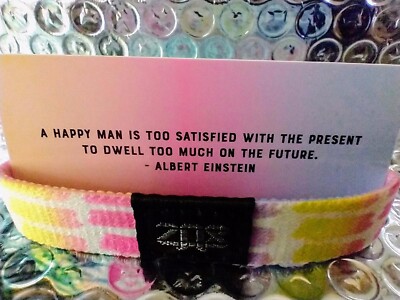 A HAPPY MAN IS TOO SATISFIED WITH THE PRESENT
TO DWELL TOO MUCH ON THE FUTURE.
- ALBERT EINSTEIN
ZOX